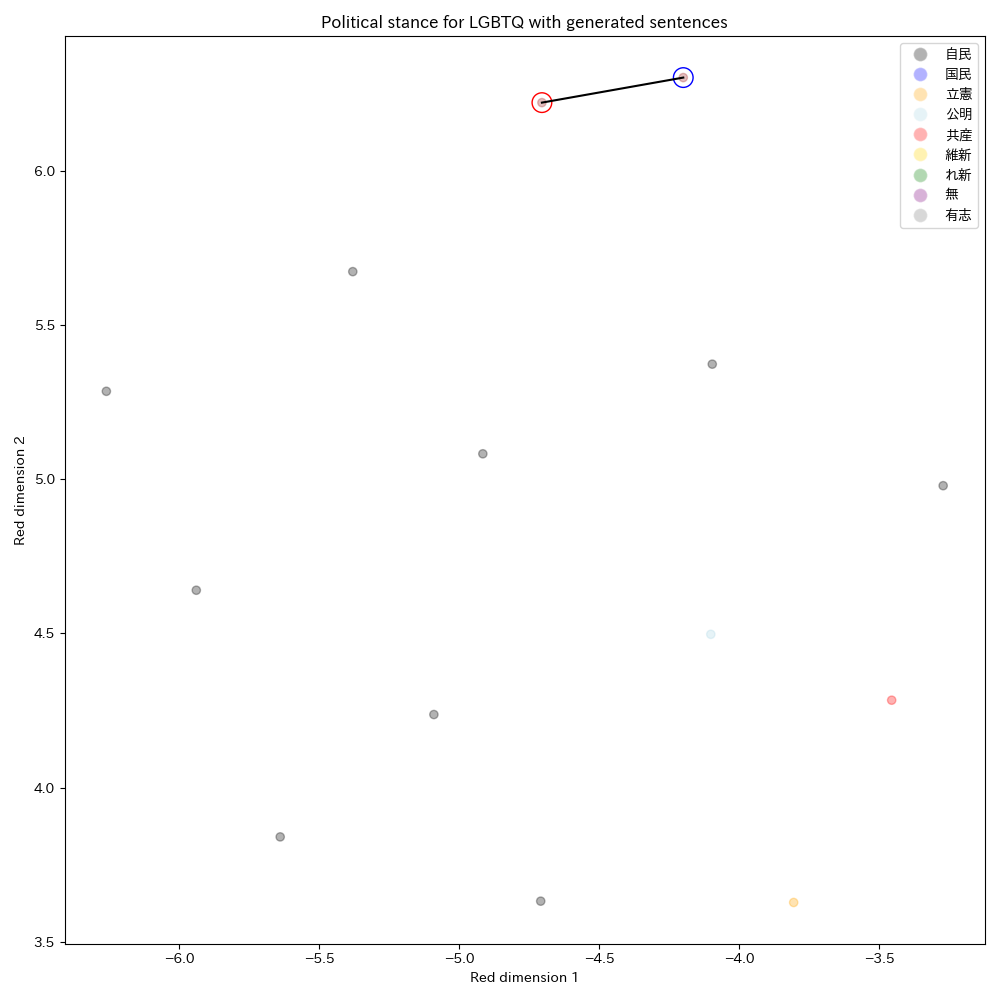 Political stance for LGBTQ with generated sentences
自民
国民
立憲
公明
共産
維新
れ新
無
有志
6.0
5.5
5.0
4.5
4.0
3.5
Red dimension 2
−6.0
−5.5
−5.0
−4.5
−4.0
−3.5
Red dimension 1